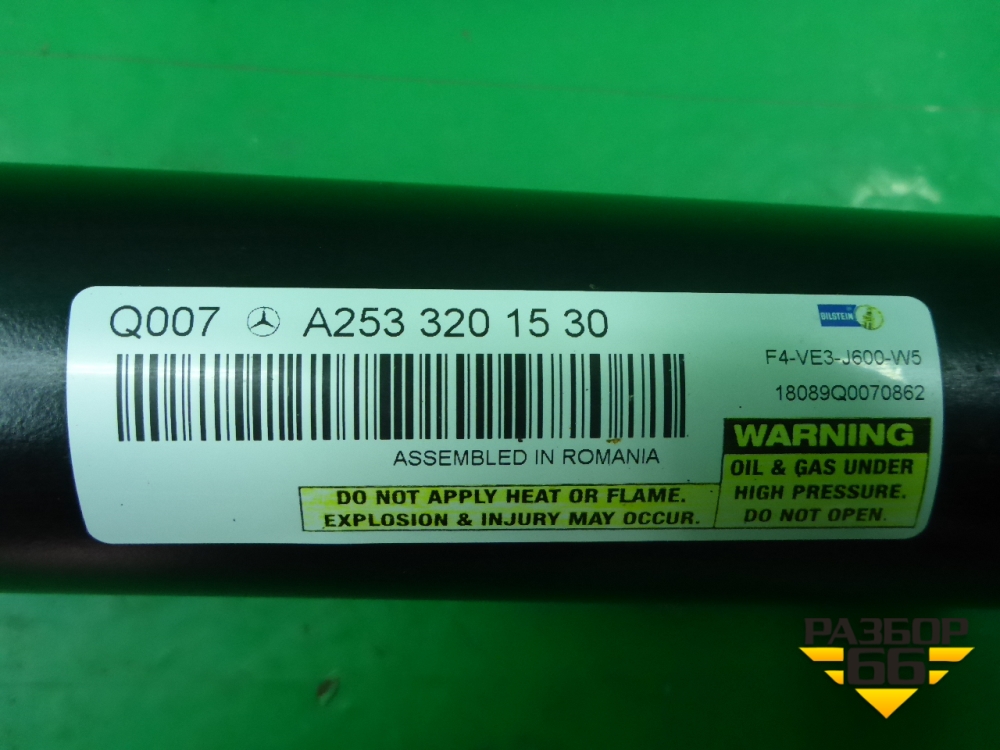 Q007 A253 320 15 30
BILSTEIN
F4-VE3-J600-W5
18089Q0070862
ASSEMBLED IN ROMANIA
DO NOT APPLY HEAT OR FLAME.
EXPLOSION & INJURY MAY OCCUR.
WARNING
OIL & GAS UNDER
HIGH PRESSURE.
DO NOT OPEN.
РАЗБОР
66